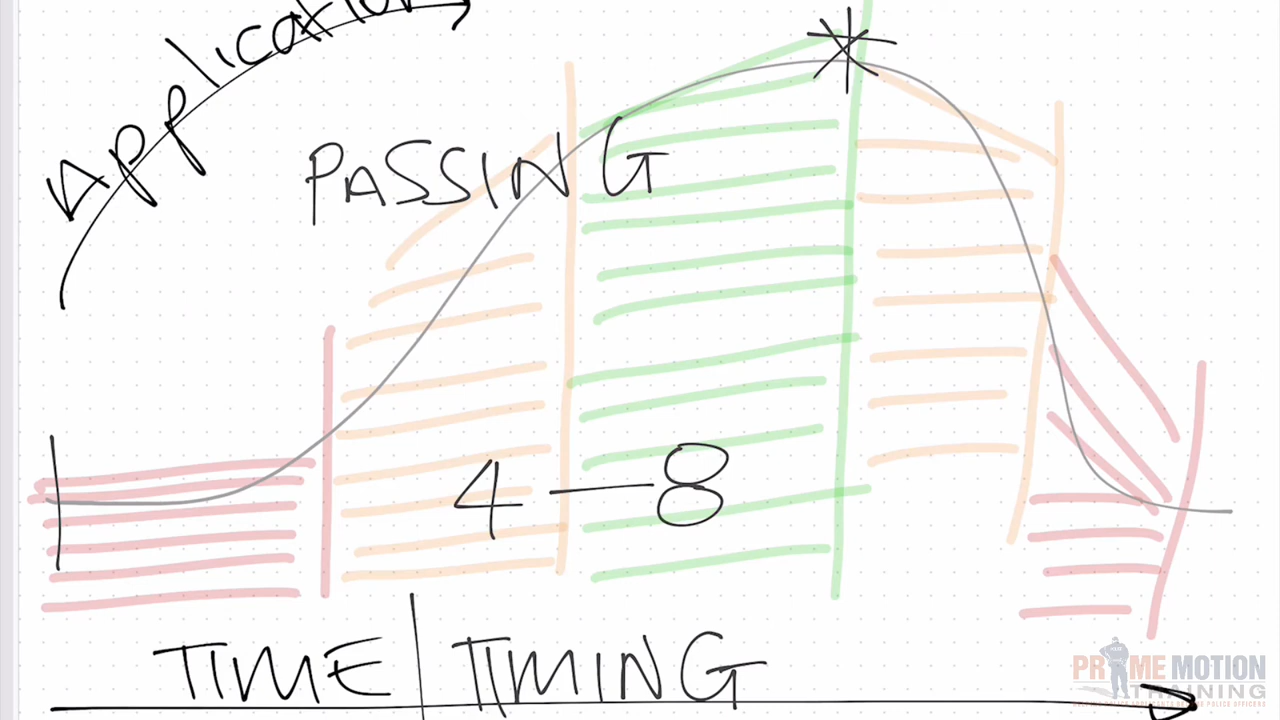 Application
PASSING
4 — 8
TIME | TIMING
PRIME MOTION
TRAINING